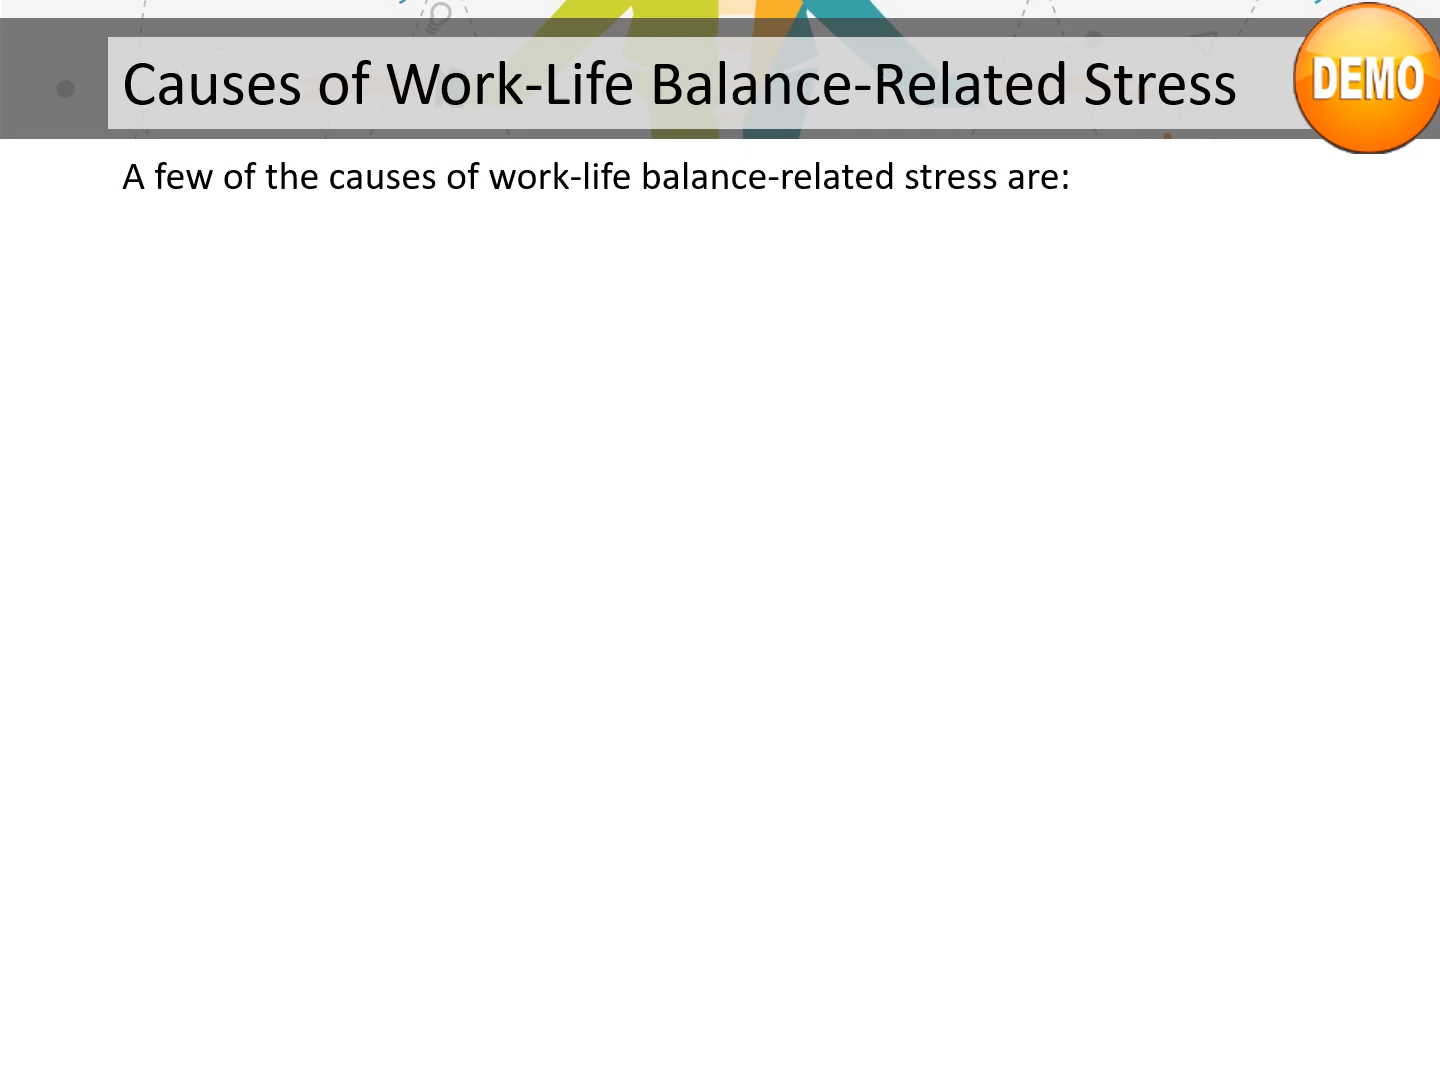 Causes of Work-Life Balance-Related Stress
DEMO
A few of the causes of work-life balance-related stress are: